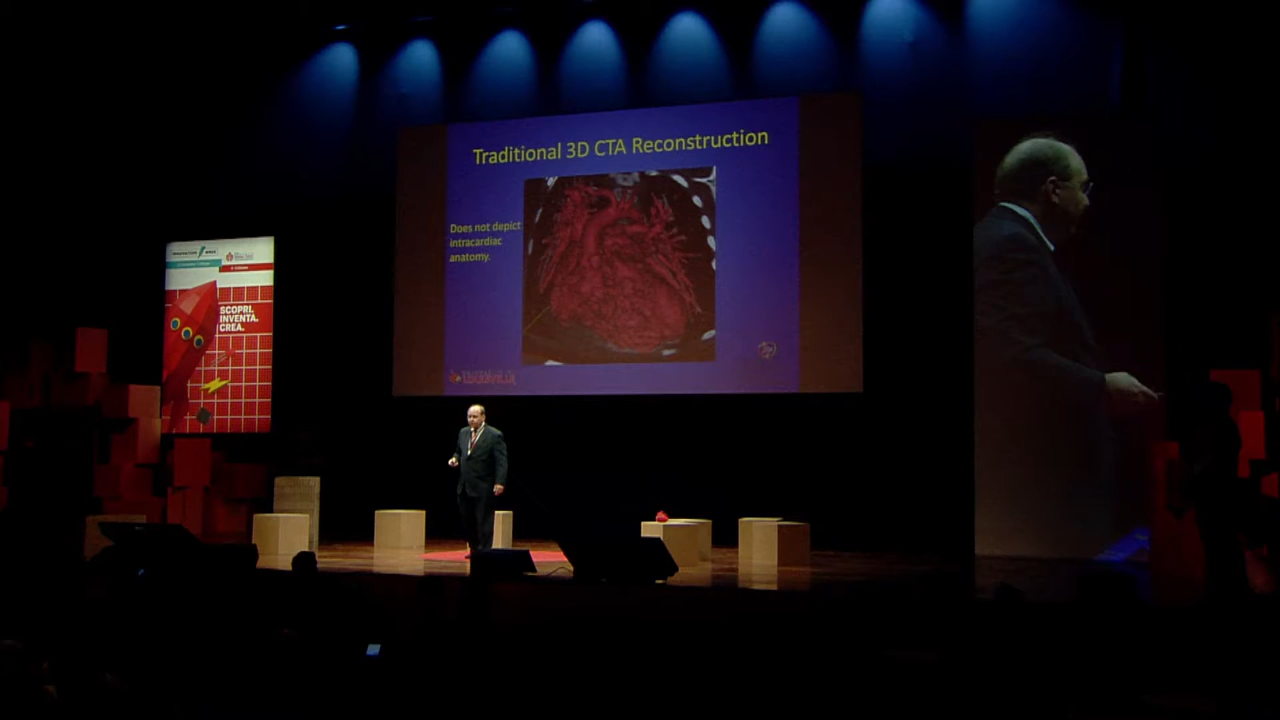 Traditional 3D CTA Reconstruction
Does not depict
intracardiac
anatomy.
SCOPRI.
INVENTA.
CREA.